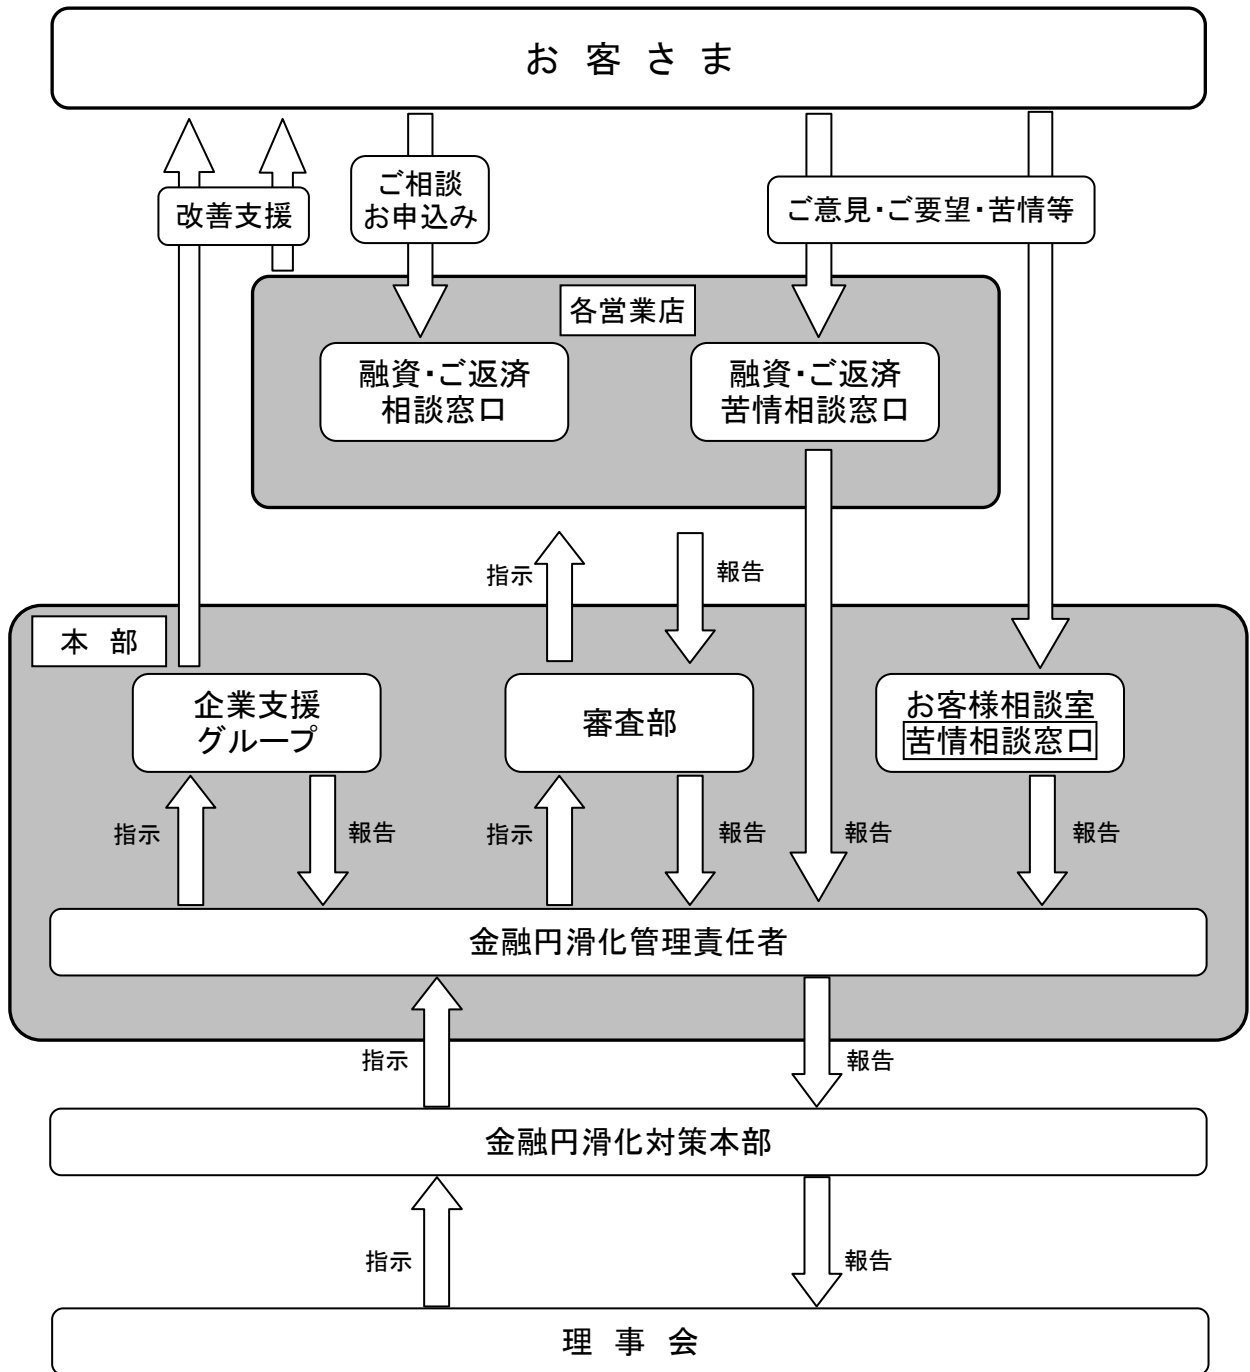 お 客 さ ま
改善支援
ご相談
お申込み
ご意見・ご要望・苦情等
各営業店
融資・ご返済
相談窓口
融資・ご返済
苦情相談窓口
指示
報告
本 部
企業支援
グループ
審査部
お客様相談室
苦情相談窓口
指示
報告
指示
報告
報告
報告
金融円滑化管理責任者
指示
報告
金融円滑化対策本部
指示
報告
理 事 会